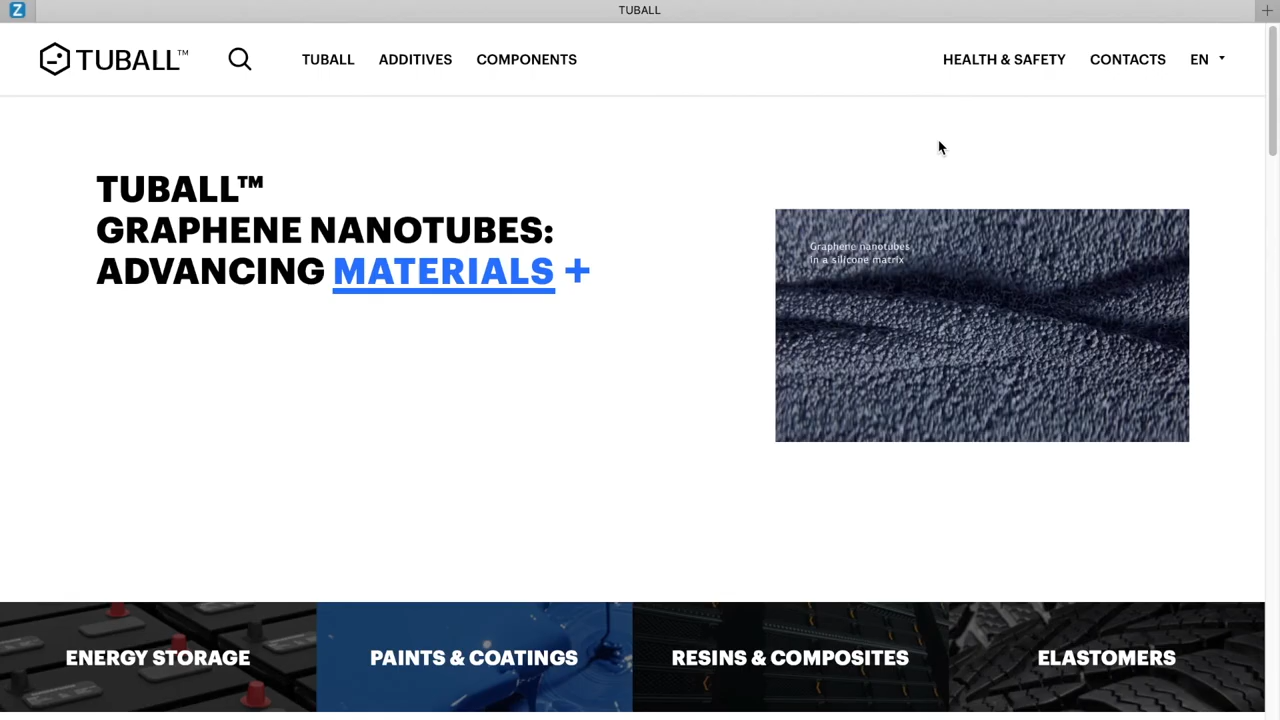 TUBALL
TUBALL™
TUBALL
ADDITIVES
COMPONENTS
HEALTH & SAFETY
CONTACTS
EN
TUBALL™
GRAPHENE NANOTUBES:
ADVANCING MATERIALS +
Graphene nanotubes
in a silicone matrix
ENERGY STORAGE
PAINTS & COATINGS
RESINS & COMPOSITES
ELASTOMERS